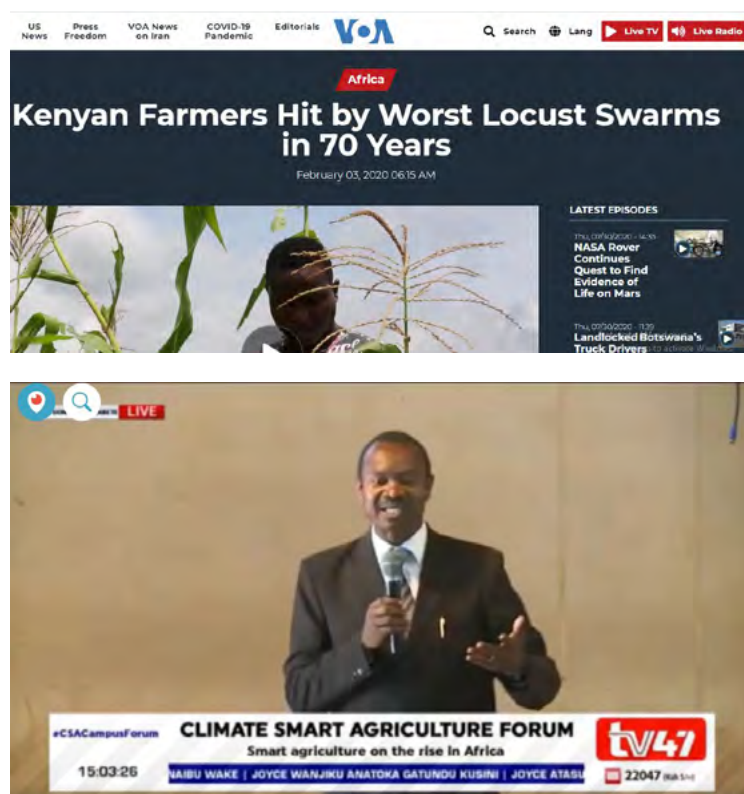 US News
Press Freedom
VOA News on Iran
COVID-19 Pandemic
Editorials
VOA
Search
Lang
Live TV
Live Radio
Africa
Kenyan Farmers Hit by Worst Locust Swarms
in 70 Years
February 03, 2020 06:15 AM
LATEST EPISODES
NASA Rover
Continues
Quest to Find
Evidence of
Life on Mars
Landlocked Botswana's
Truck Drivers
LIVE
#CSACampusForum
CLIMATE SMART AGRICULTURE FORUM
Smart agriculture on the rise in Africa
tv47
15:03:26
NAIBU WAKE | JOYCE WANJIKU ANATOKA GATUNDU KUSINI | JOYCE ATASU
22047